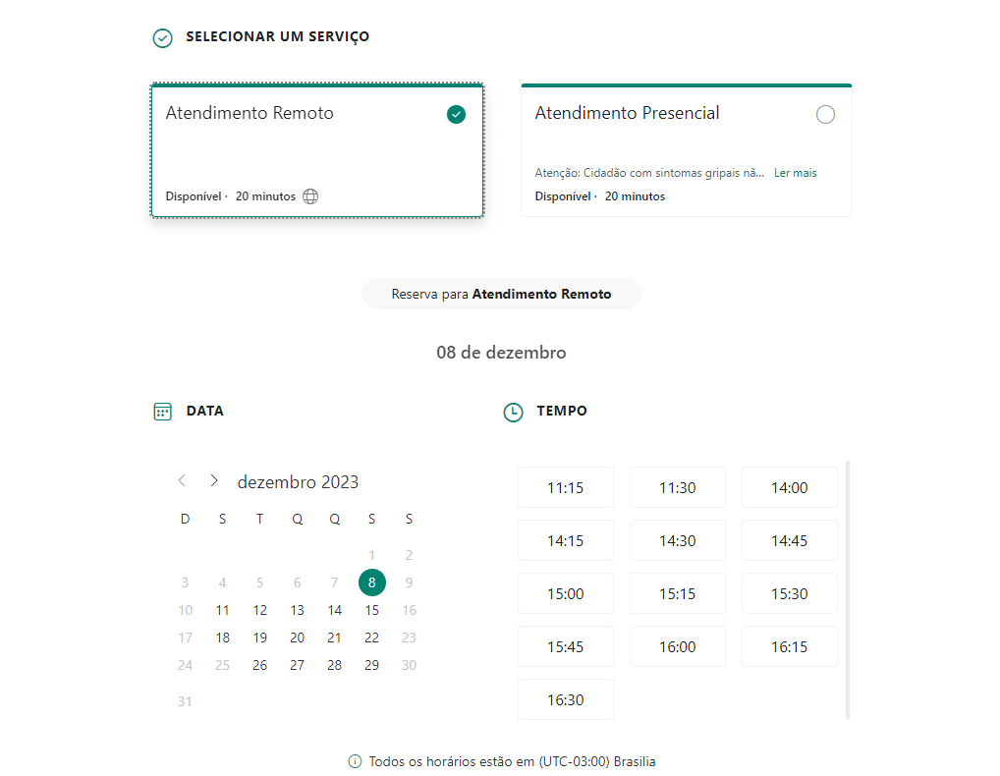 SELECIONAR UM SERVIÇO
Atendimento Remoto
Disponível · 20 minutos
Atendimento Presencial
Atenção: Cidadão com sintomas gripais nã... Ler mais
Disponível · 20 minutos
Reserva para Atendimento Remoto
08 de dezembro
DATA
dezembro 2023
D S T Q Q S S
1 2
3 4 5 6 7 8 9
10 11 12 13 14 15 16
17 18 19 20 21 22 23
24 25 26 27 28 29 30
31
TEMPO
11:15 11:30 14:00
14:15 14:30 14:45
15:00 15:15 15:30
15:45 16:00 16:15
16:30
Todos os horários estão em (UTC-03:00) Brasilia